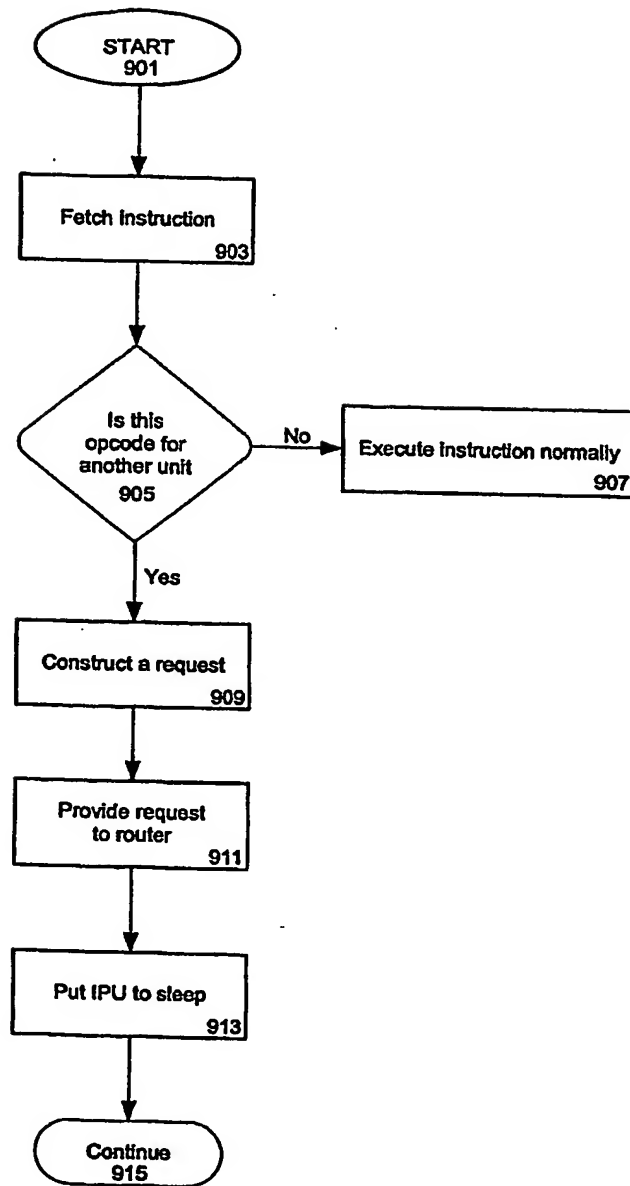 START
901
Fetch instruction
903
Is this
opcode for
another unit
905
No
Execute instruction normally
907
Yes
Construct a request
909
Provide request
to router
911
Put IPU to sleep
913
Continue
915